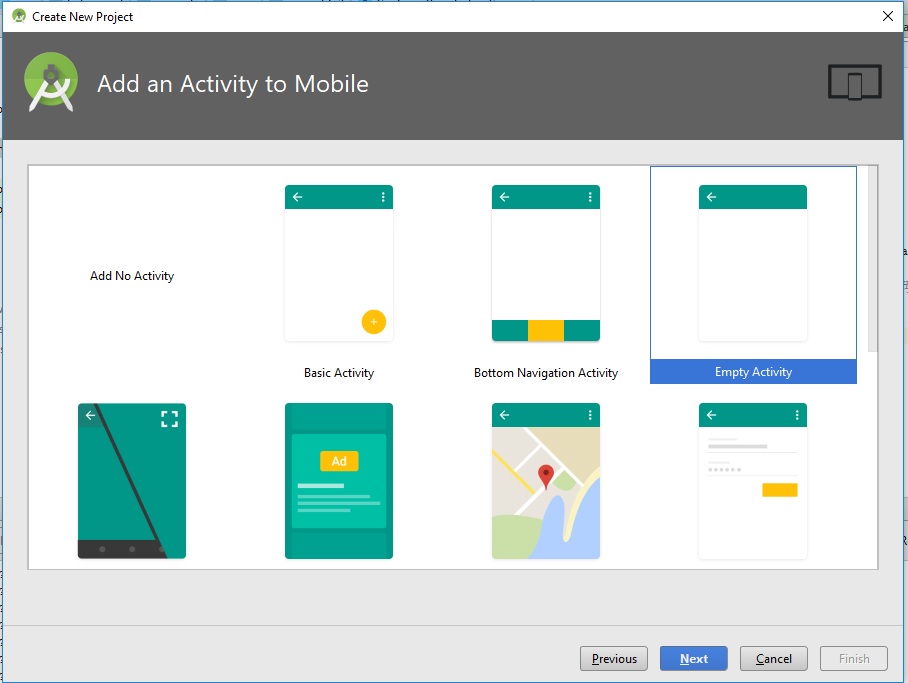 Create New Project
Add an Activity to Mobile
Add No Activity
Basic Activity
Bottom Navigation Activity
Empty Activity
Ad
Previous
Next
Cancel
Finish